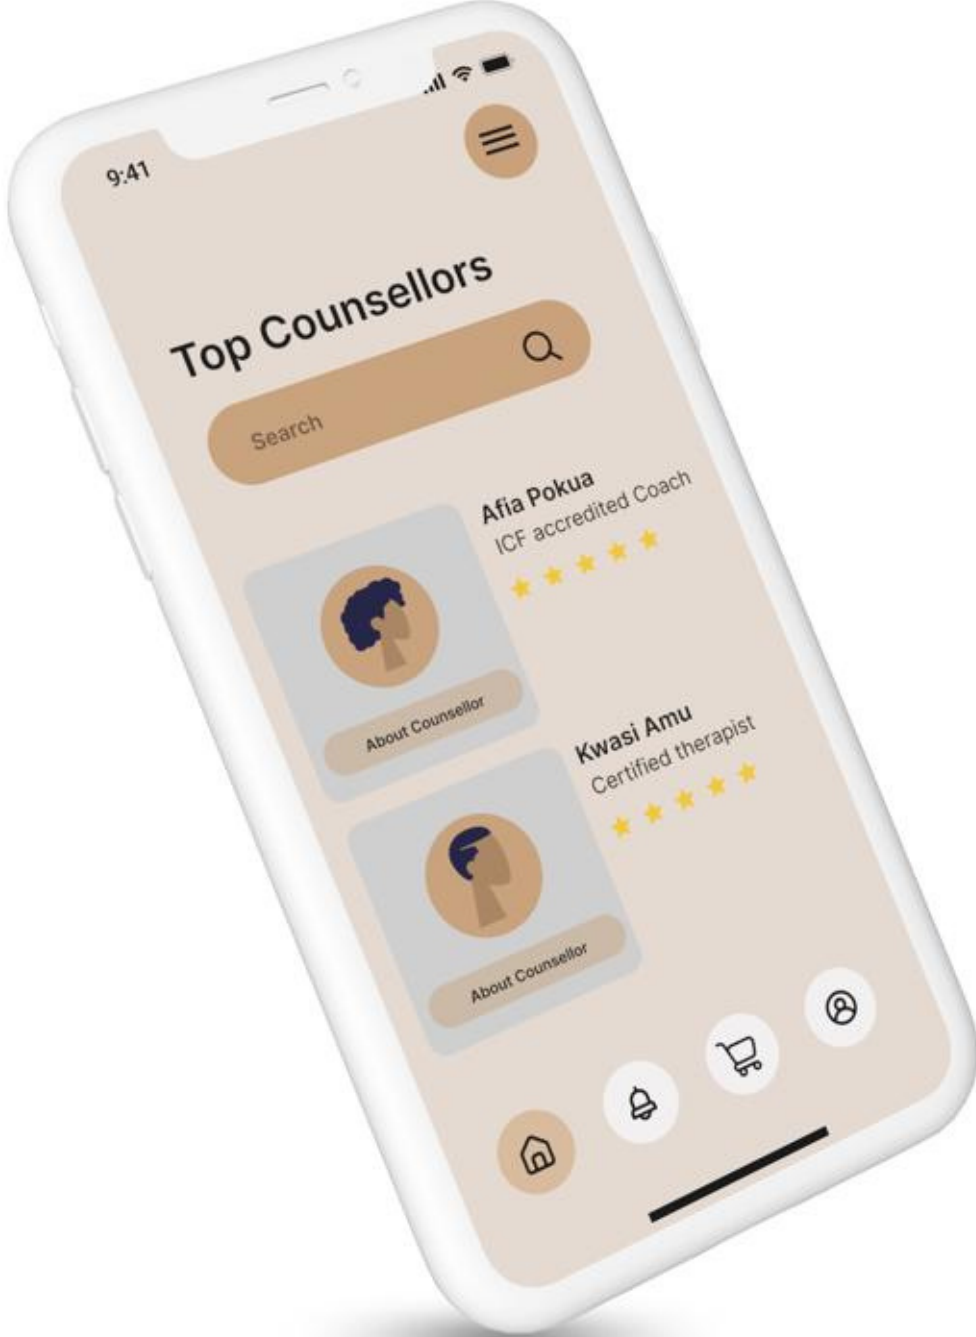 9:41
Top Counsellors
Search
Afia Pokua
ICF accredited Coach
About Counsellor
Kwasi Amu
Certified therapist
About Counsellor